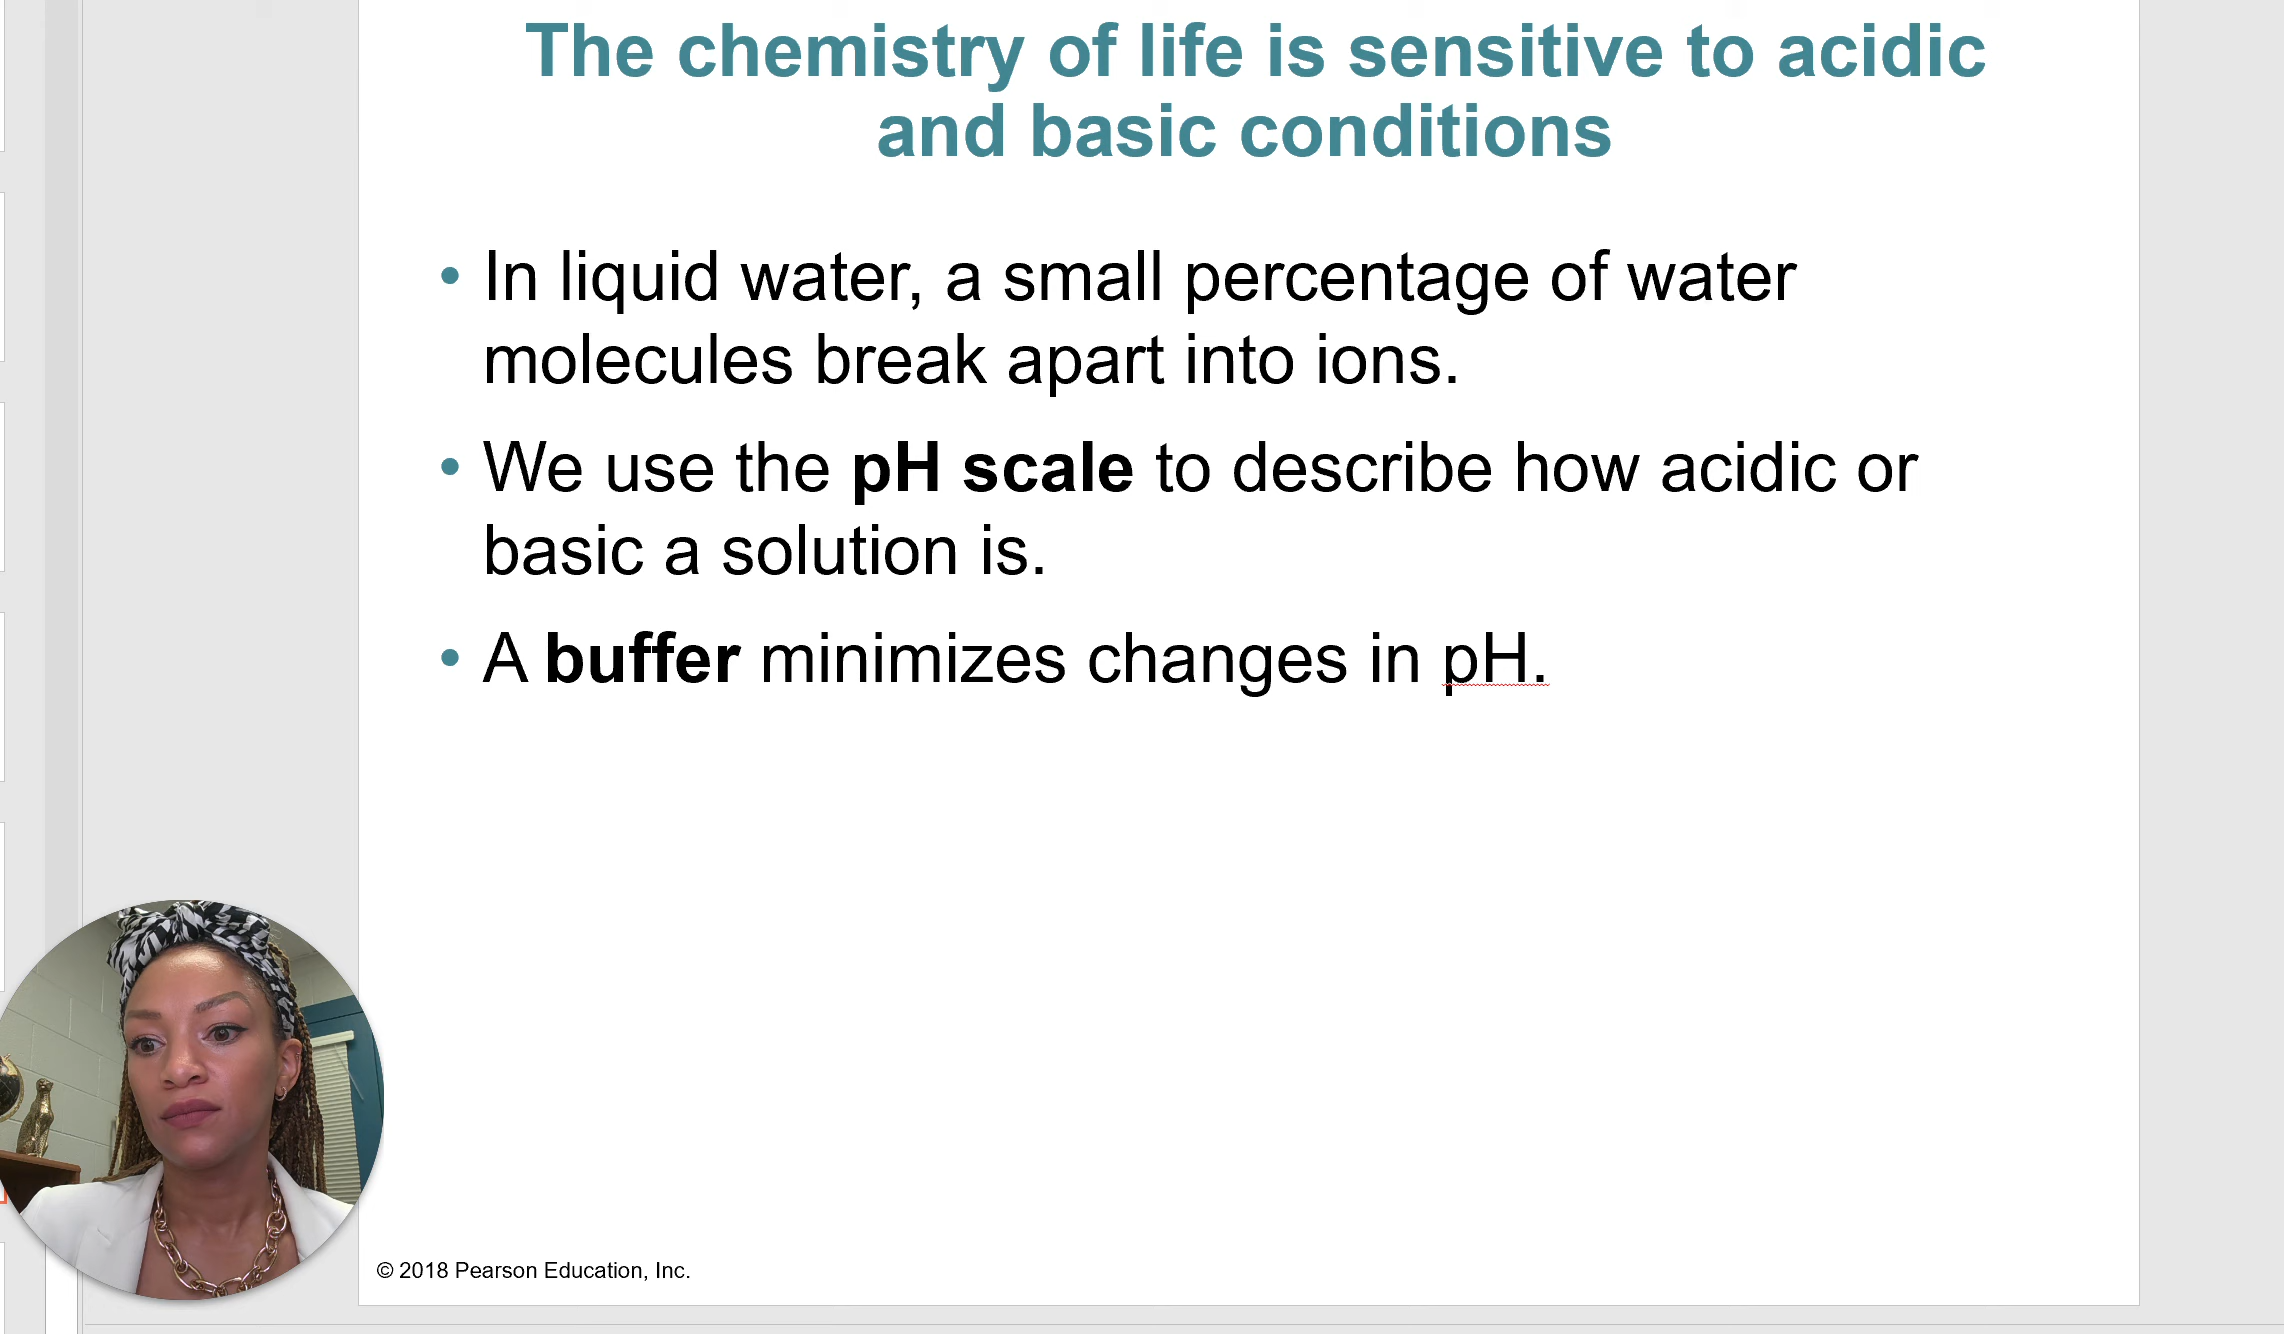 The chemistry of life is sensitive to acidic
and basic conditions
• In liquid water, a small percentage of water
molecules break apart into ions.
• We use the pH scale to describe how acidic or
basic a solution is.
• A buffer minimizes changes in pH.
© 2018 Pearson Education, Inc.